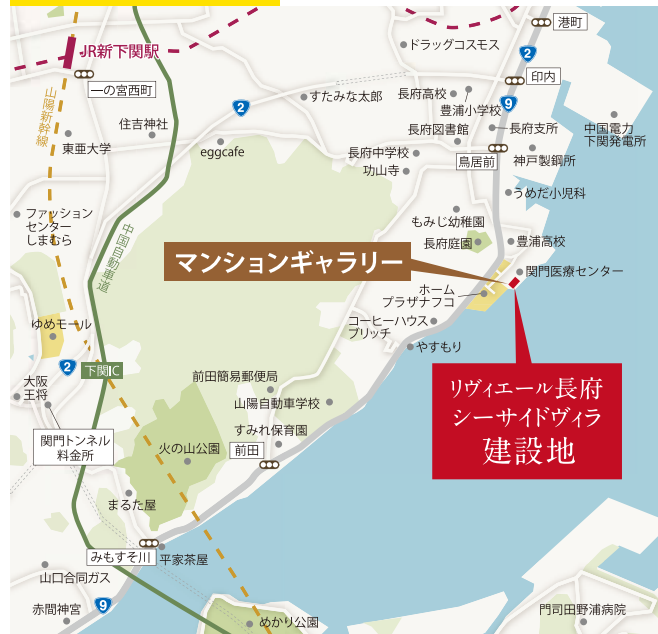 港町
JR新下関駅
ドラッグコスモス
2
印内
一の宮西町
すたみな太郎
長府高校
豊浦小学校
9
2
山陽新幹線
住吉神社
長府図書館
長府支所
中国電力
下関発電所
東亜大学
eggcafe
長府中学校
鳥居前
神戸製鋼所
功山寺
うめだ小児科
ファッション
センター
しまむら
もみじ幼稚園
中国自動車道
長府庭園
豊浦高校
マンションギャラリー
関門医療センター
ホーム
プラザナフコ
ゆめモール
コーヒーハウス
ブリッヂ
やすもり
2
下関IC
大阪
王将
前田簡易郵便局
リヴィエール長府
シーサイドヴィラ
建設地
山陽自動車学校
関門トンネル
料金所
すみれ保育園
火の山公園
前田
まるた屋
みもすそ川
平家茶屋
山口合同ガス
赤間神宮
9
めかり公園
門司田野浦病院